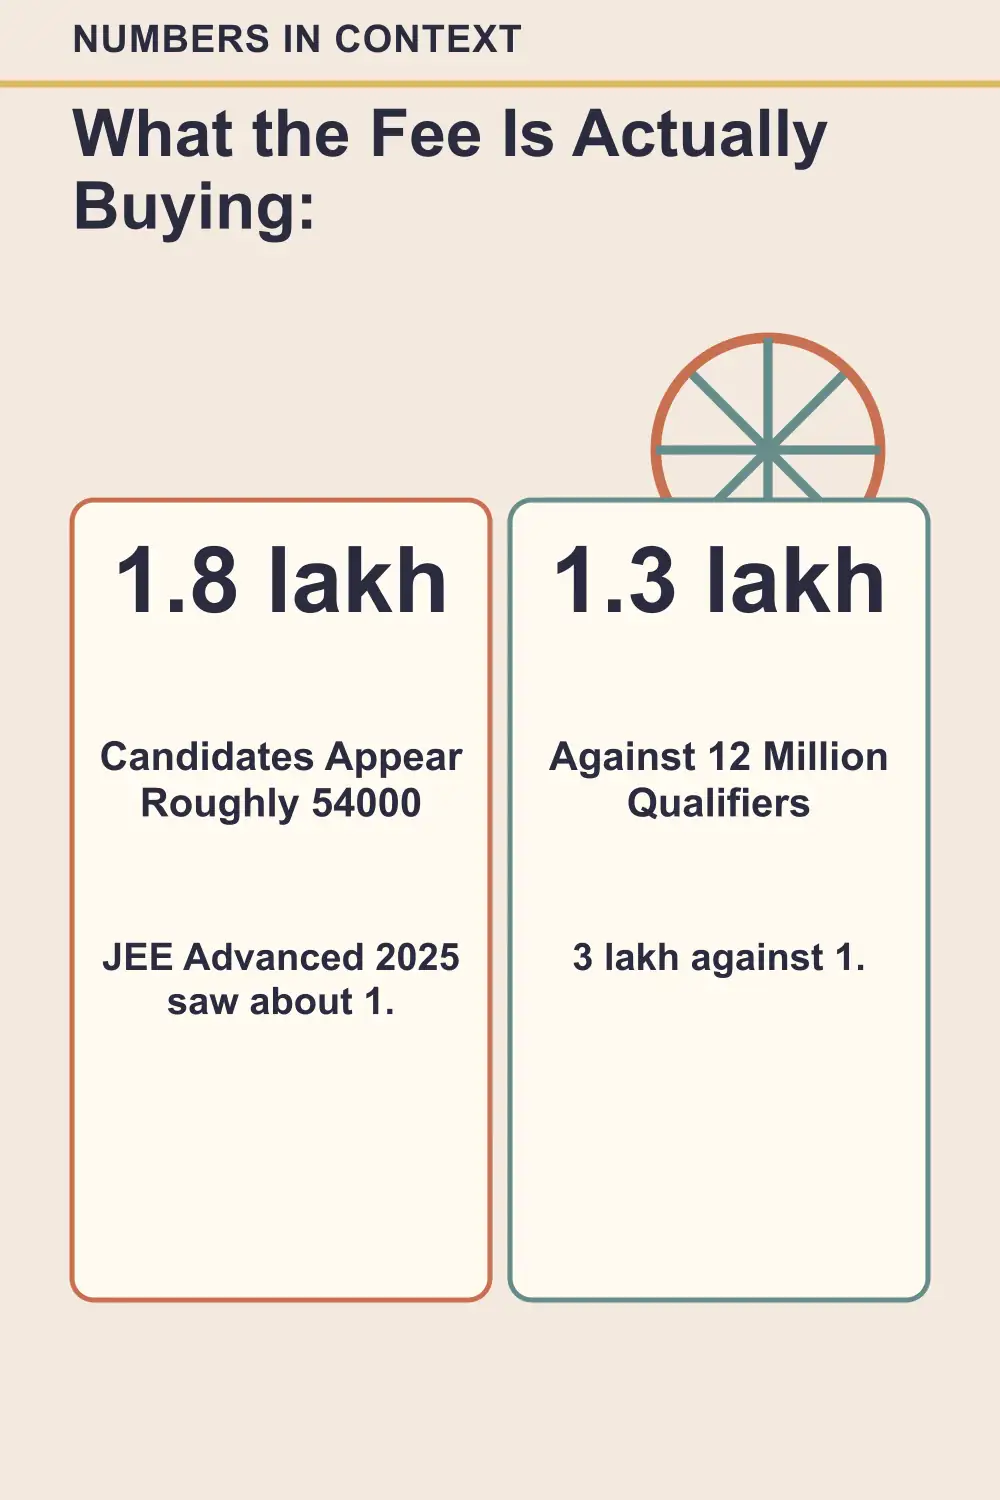 NUMBERS IN CONTEXT
What the Fee Is Actually
Buying:
1.8 lakh
Candidates Appear
Roughly 54000
JEE Advanced 2025
saw about 1.
1.3 lakh
Against 12 Million
Qualifiers
3 lakh against 1.